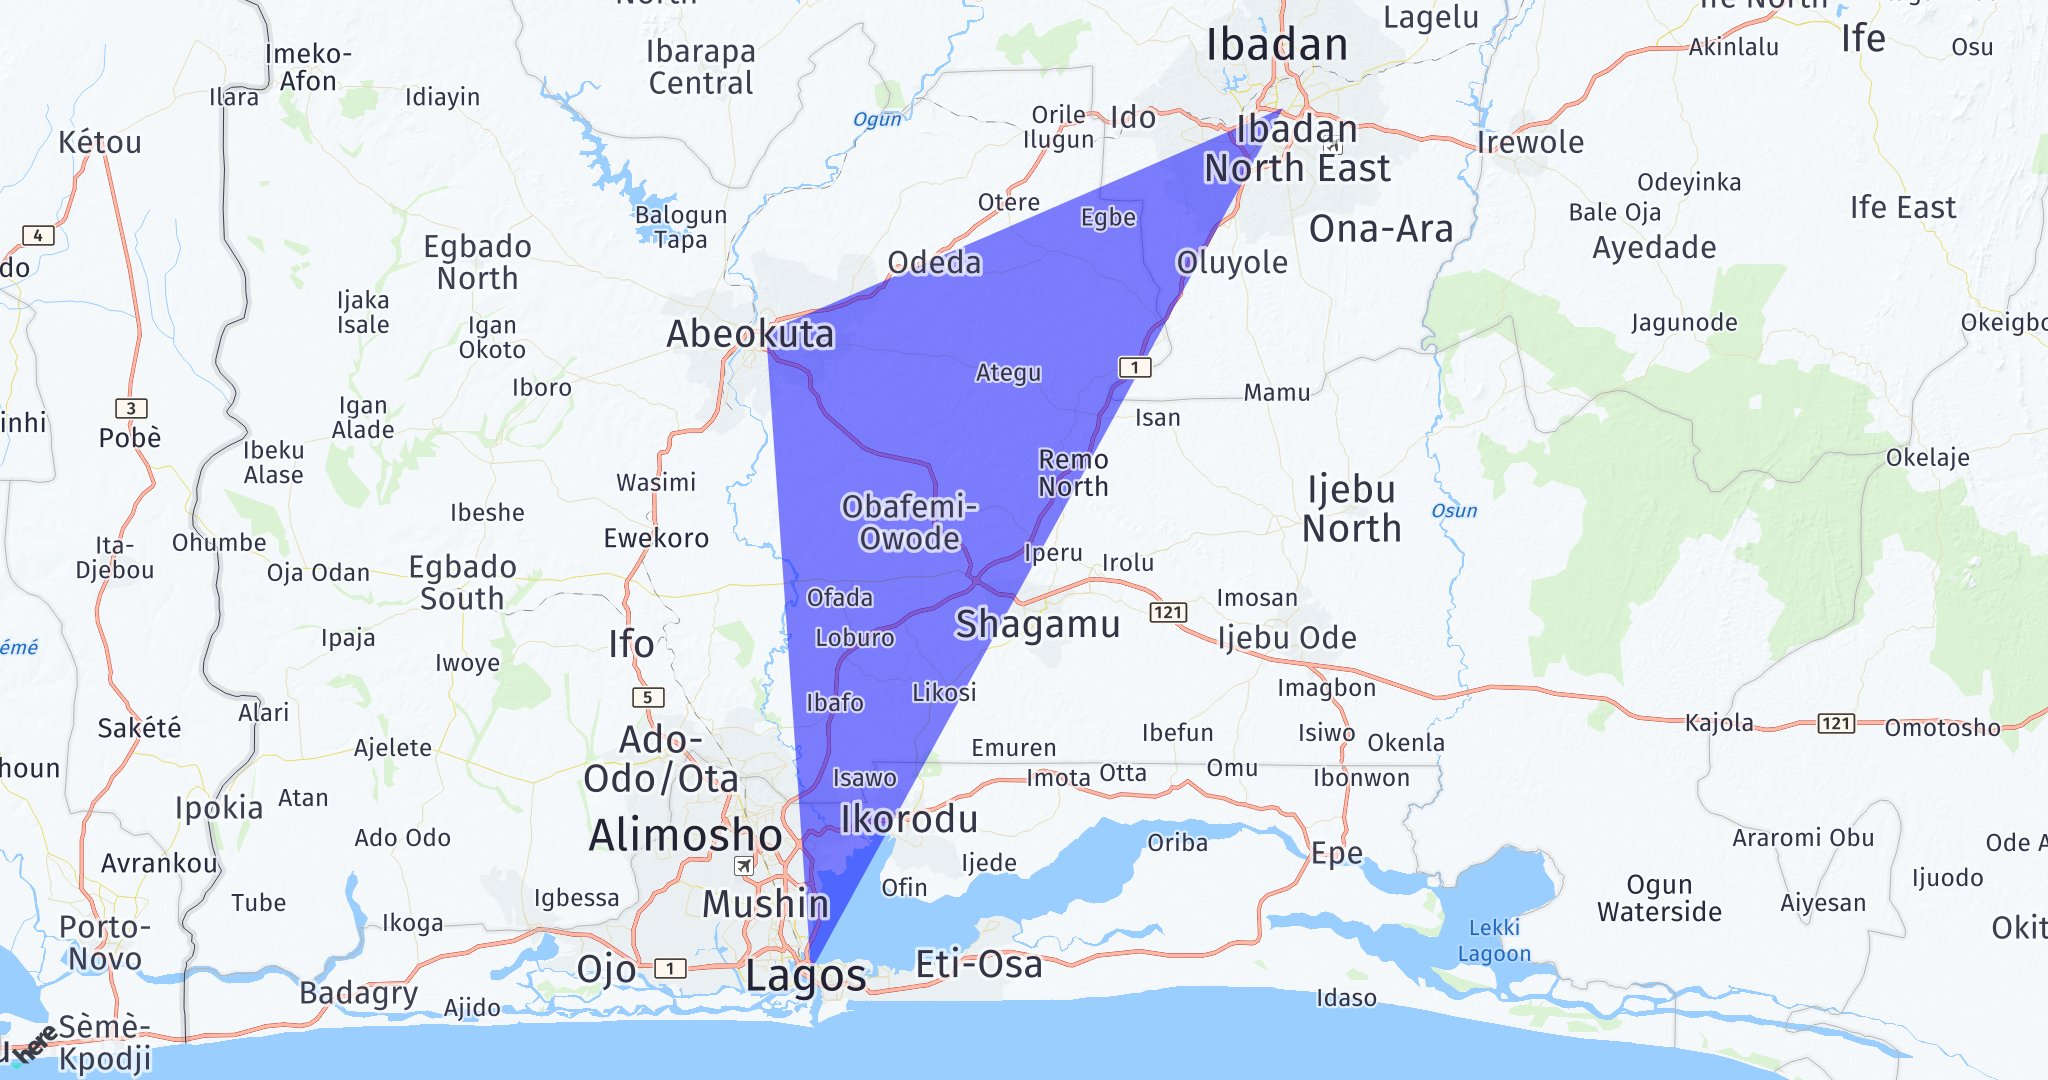 North
Lagelu
Ife North
Ibadan
Akinlalu
Ife
Osu
Imeko-
Afon
Ibarapa
Central
Ilara
Idiayin
Kétou
Ogun
Orile
Ilugun
Ido
Ibadan
North East
Irewole
Odeyinka
Bale Oja
Ife East
Otere
Egbe
Balogun
Tapa
4
do
Egbado
North
Ona-Ara
Ayedade
Odeda
Oluyole
Ijaka
Isale
Igan
Okoto
Abeokuta
Jagunode
Okeigbo
Ategu
1
Iboro
Mamu
3
Pobè
inhi
Igan
Alade
Isan
Ibeku
Alase
Remo
North
Okelaje
Wasimi
Ijebu
North
Osun
Ibeshe
Obafemi-
Owode
Ita-
Djebou
Ohumbe
Ewekoro
Iperu
Irolu
Oja Odan
Egbado
South
Ofada
Imosan
121
Shagamu
Ipaja
Ifo
Loburo
Ijebu Ode
émé
Iwoye
5
Ibafo
Likosi
Imagbon
Sakété
Alari
Kajola
121
Omotosho
Ajelete
Ado-
Odo/Ota
Emuren
Ibefun
Isiwo
Okenla
houn
Isawo
Imota
Otta
Omu
Ibonwon
Ipokia
Atan
Alimosho
Ikorodu
Ado Odo
Oriba
Epe
Araromi Obu
Ode A
Avrankou
Ijede
Tube
Igbessa
Mushin
Ofin
Ogun
Waterside
Aiyesan
Ijuodo
Porto-
Novo
Ikoga
Lekki
Lagoon
Okit
Ojo
1
Lagos
Eti-Osa
Badagry
Ajido
Idaso
Sèmè-
Kpodji
u
here